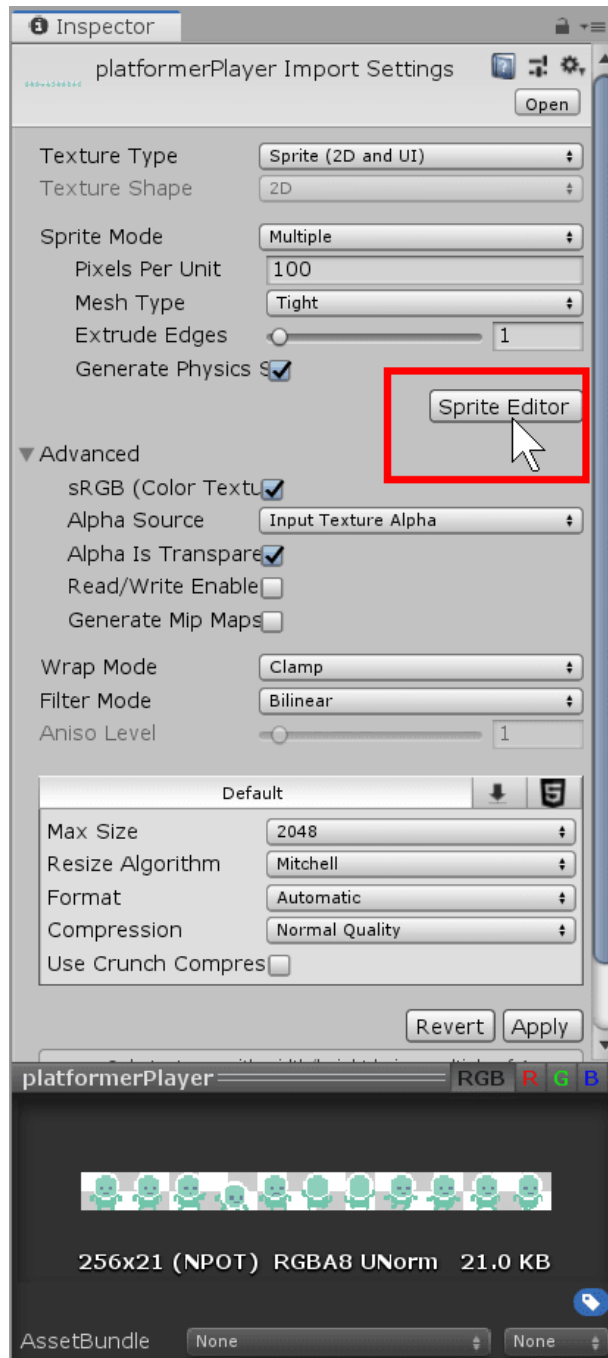 Inspector
platformerPlayer Import Settings
Open
Texture Type Sprite (2D and UI)
Texture Shape 2D
Sprite Mode Multiple
Pixels Per Unit 100
Mesh Type Tight
Extrude Edges 1
Generate Physics S
Sprite Editor
Advanced
sRGB (Color Textu
Alpha Source Input Texture Alpha
Alpha Is Transpare
Read/Write Enable
Generate Mip Maps
Wrap Mode Clamp
Filter Mode Bilinear
Aniso Level 1
Default
Max Size 2048
Resize Algorithm Mitchell
Format Automatic
Compression Normal Quality
Use Crunch Compres
Revert Apply
platformerPlayer RGB R G B
256x21 (NPOT) RGBA8 UNorm 21.0 KB
AssetBundle None None